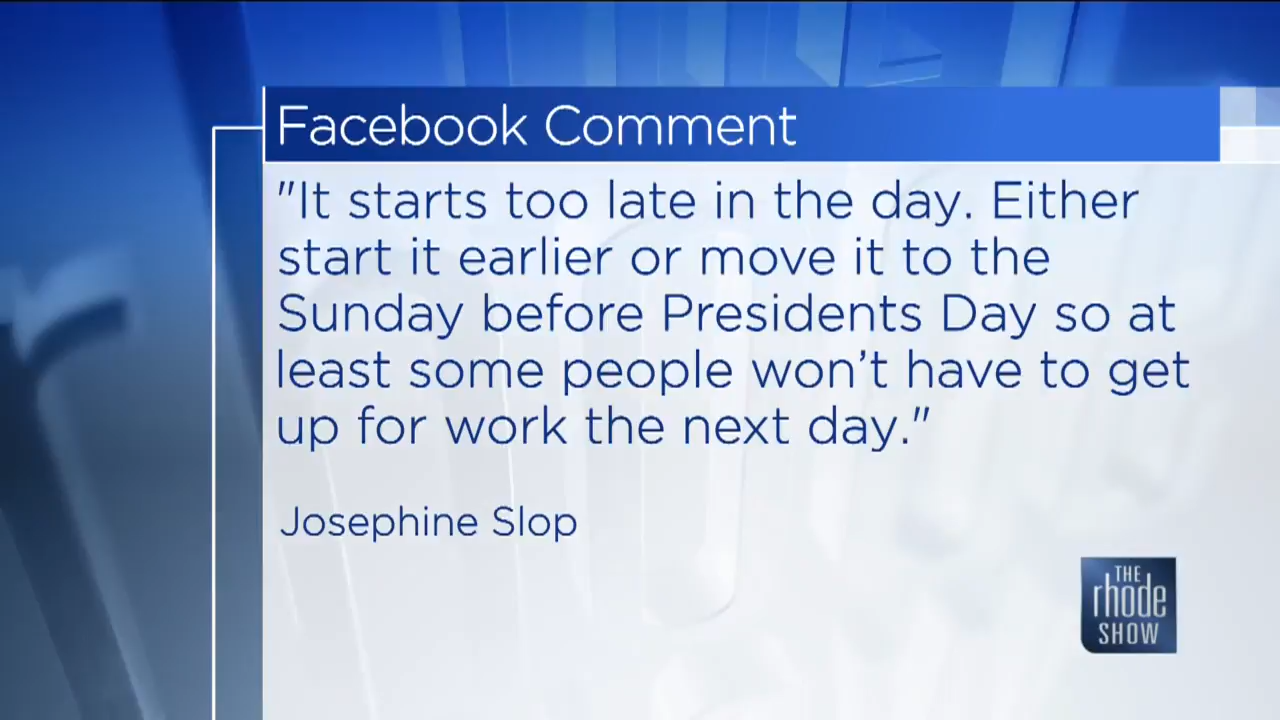 Facebook Comment
"It starts too late in the day. Either
start it earlier or move it to the
Sunday before Presidents Day so at
least some people won’t have to get
up for work the next day."
Josephine Slop
THE
rhode
SHOW